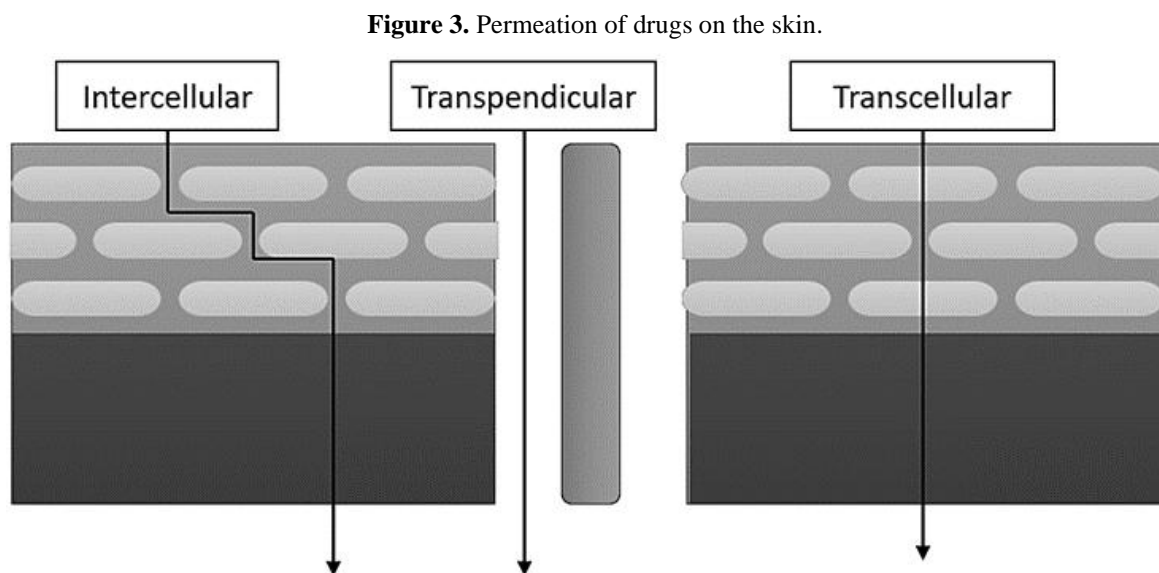 Figure 3. Permeation of drugs on the skin.
Intercellular
Transpendicular
Transcellular